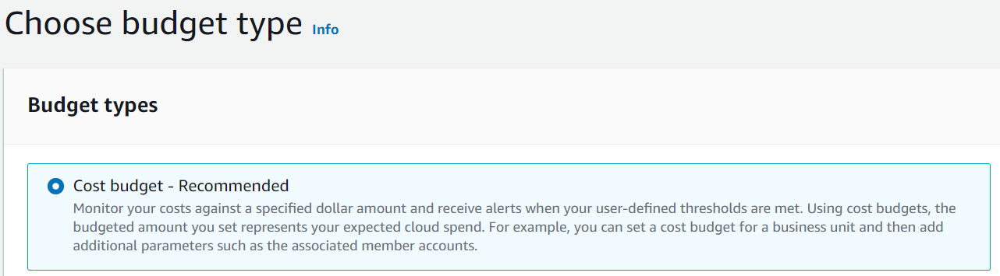 Choose budget type Info
Budget types
Cost budget - Recommended
Monitor your costs against a specified dollar amount and receive alerts when your user-defined thresholds are met. Using cost budgets, the
budgeted amount you set represents your expected cloud spend. For example, you can set a cost budget for a business unit and then add
additional parameters such as the associated member accounts.